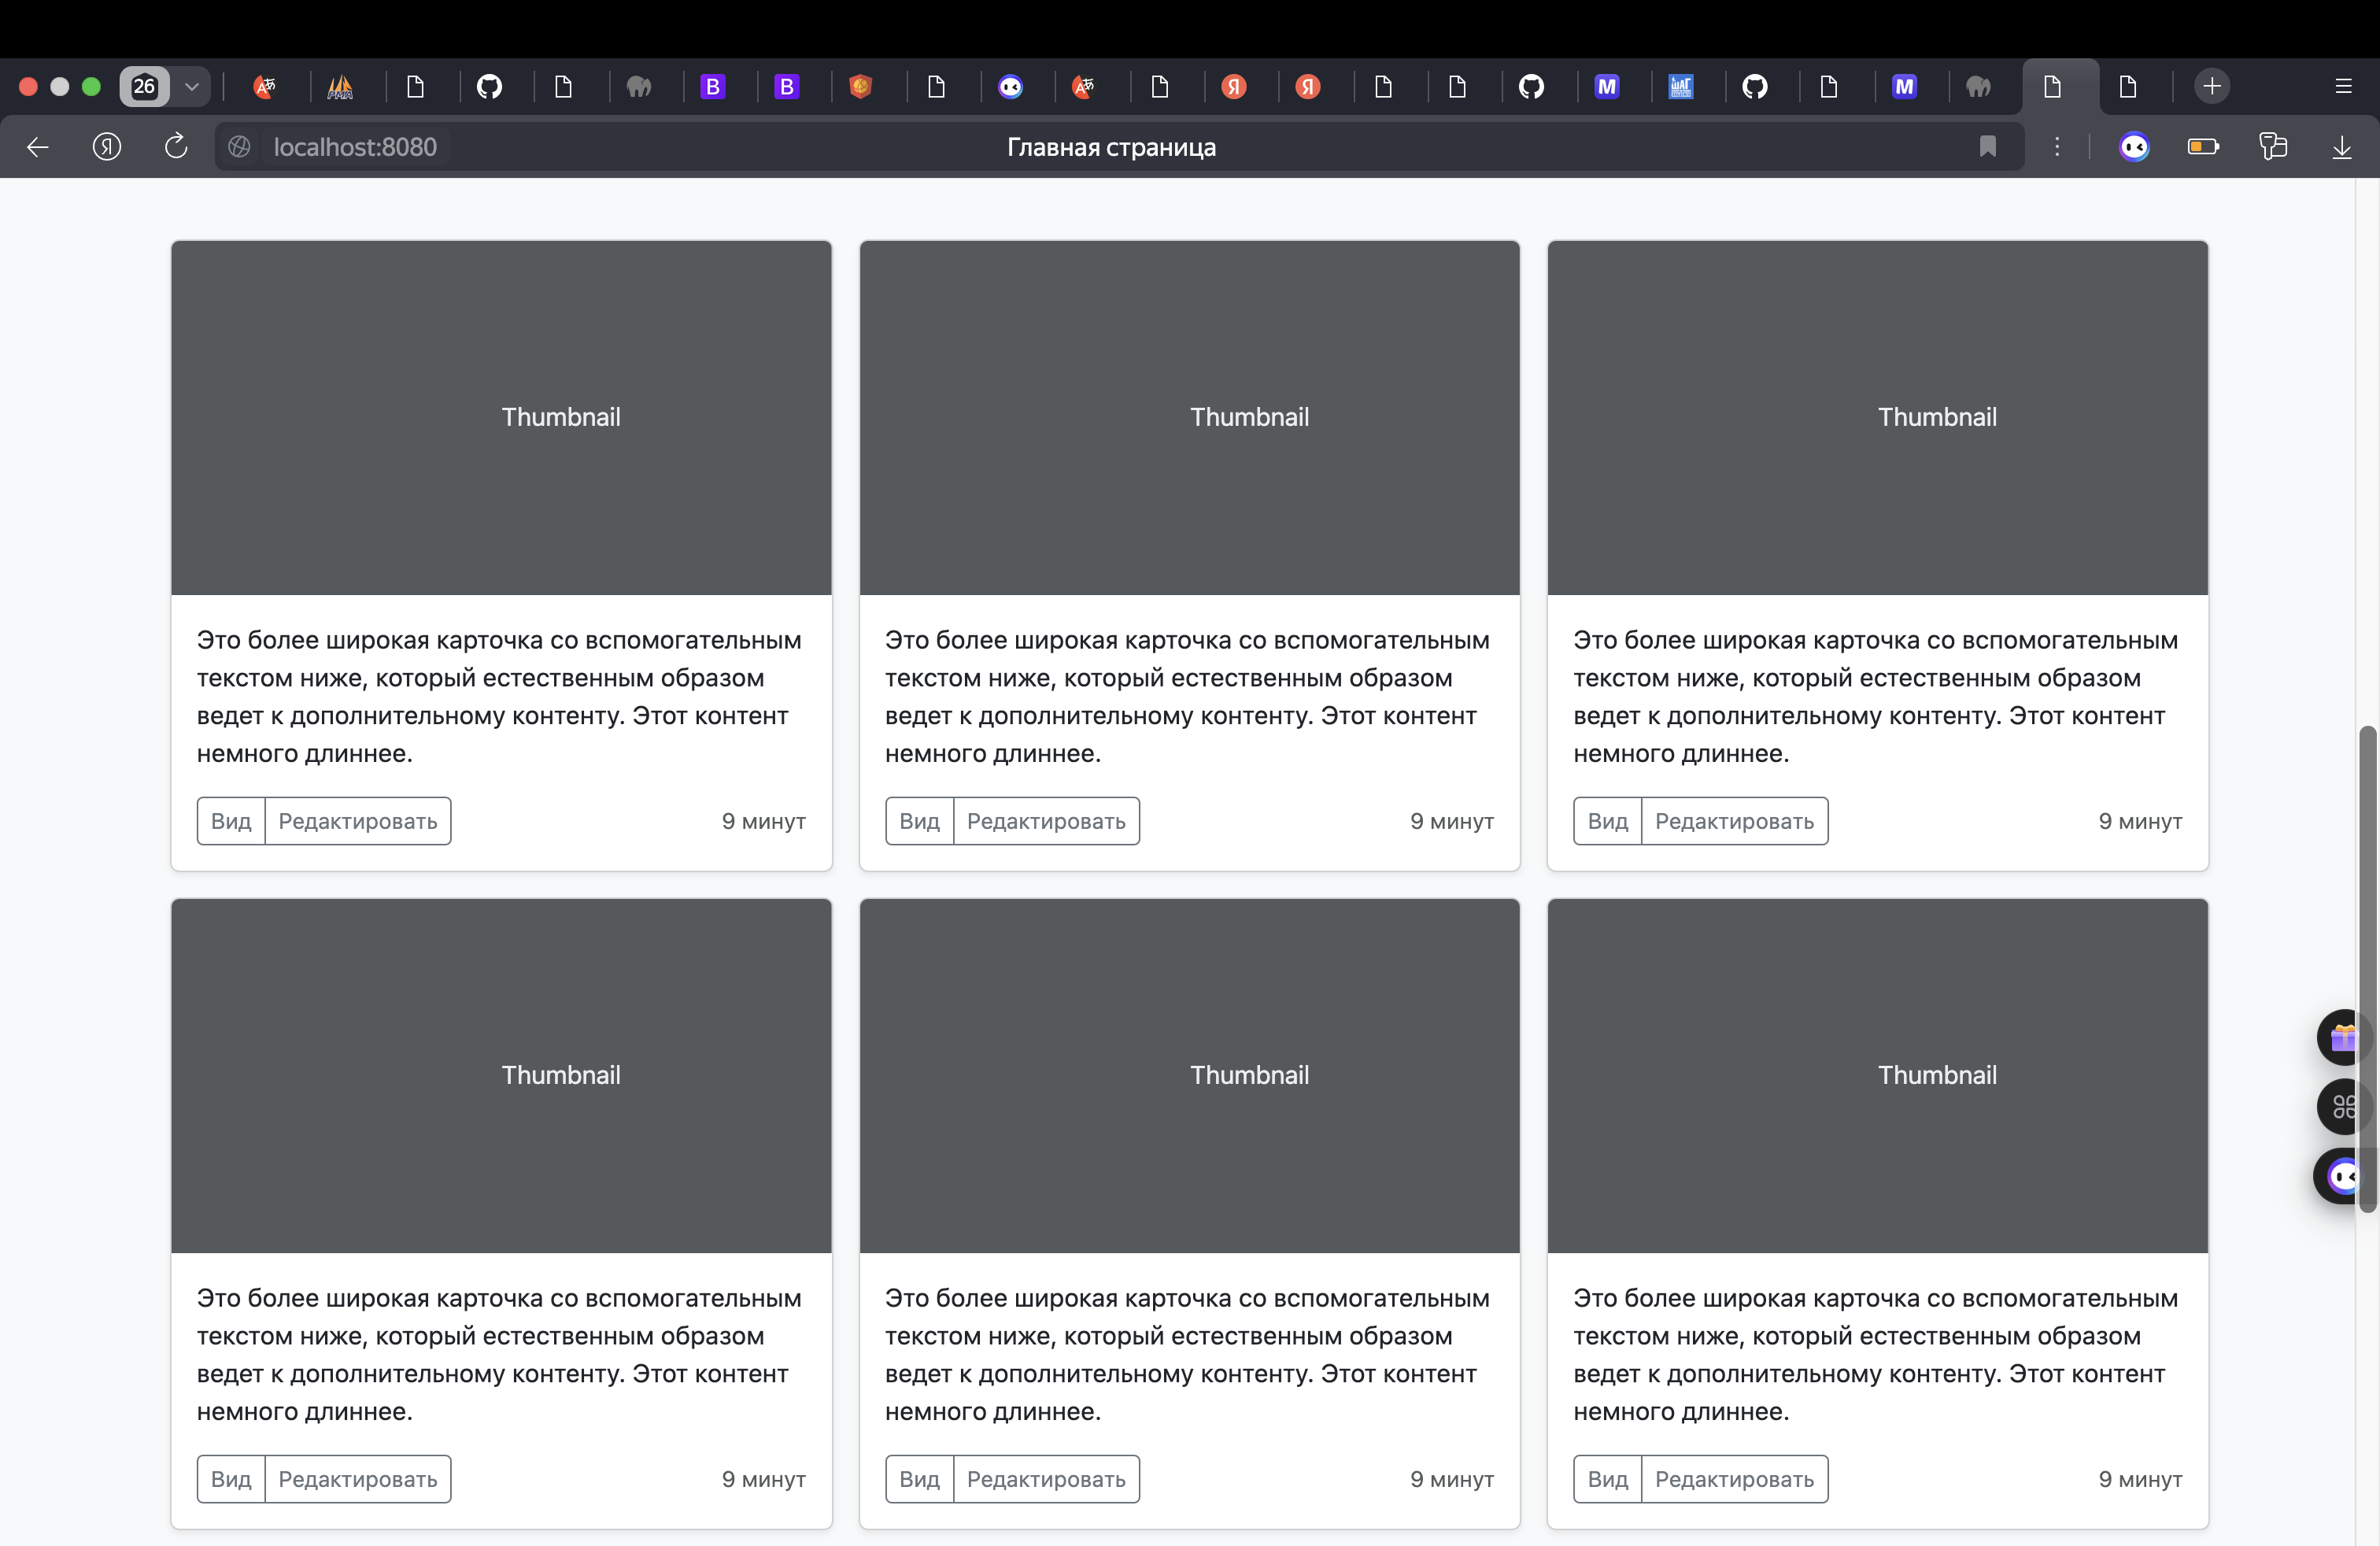 26
localhost:8080
Главная страница
Thumbnail
Thumbnail
Thumbnail
Это более широкая карточка со вспомогательным
текстом ниже, который естественным образом
ведет к дополнительному контенту. Этот контент
немного длиннее.
Вид Редактировать 9 минут
Это более широкая карточка со вспомогательным
текстом ниже, который естественным образом
ведет к дополнительному контенту. Этот контент
немного длиннее.
Вид Редактировать 9 минут
Это более широкая карточка со вспомогательным
текстом ниже, который естественным образом
ведет к дополнительному контенту. Этот контент
немного длиннее.
Вид Редактировать 9 минут
Thumbnail
Thumbnail
Thumbnail
Это более широкая карточка со вспомогательным
текстом ниже, который естественным образом
ведет к дополнительному контенту. Этот контент
немного длиннее.
Вид Редактировать 9 минут
Это более широкая карточка со вспомогательным
текстом ниже, который естественным образом
ведет к дополнительному контенту. Этот контент
немного длиннее.
Вид Редактировать 9 минут
Это более широкая карточка со вспомогательным
текстом ниже, который естественным образом
ведет к дополнительному контенту. Этот контент
немного длиннее.
Вид Редактировать 9 минут